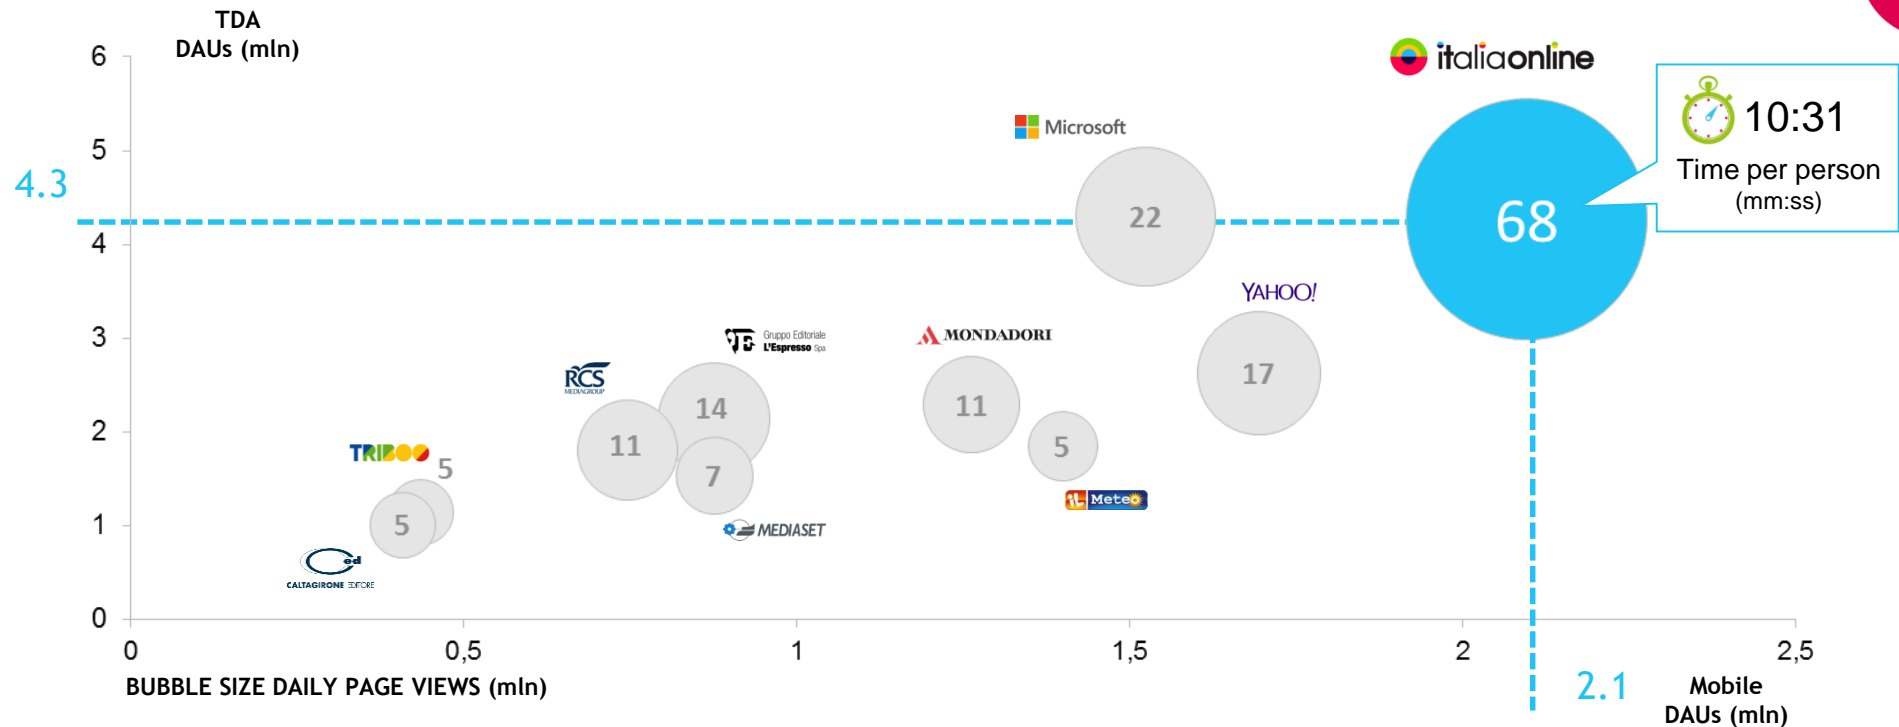 TDA
DAUs (mln)
6
italiaonline
10:31
Time per person
(mm:ss)
Microsoft
5
4.3
22
68
4
YAHOO!
Gruppo Editoriale
L'Espresso Spa
MONDADORI
3
RCS
MEDIAGROUP
17
14
11
2
11
5
TRIBOO
5
7
iL Meteo
1
5
MEDIASET
Ced
CALTAGIRONE EDITORE
0
0
0,5
1
1,5
2
2,5
BUBBLE SIZE DAILY PAGE VIEWS (mln)
2.1
Mobile
DAUs (mln)